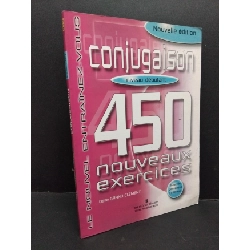 Nouvelle édition
conjugaison
450
nouveaux
exercices
LE NOUVEL ENTRAÎNEZ-VOUS